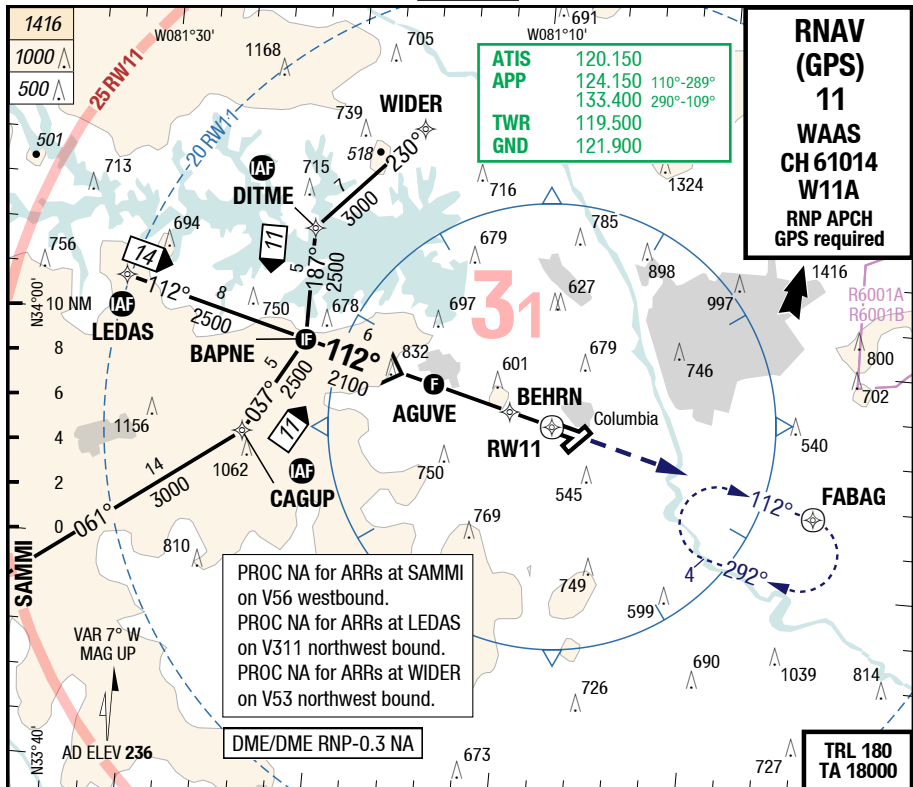 1416
1000
500
W081°30'
1168
705
691
W081°10'
25 RW11
20 RW11
ATIS 120.150
APP 124.150 110°-289°
133.400 290°-109°
TWR 119.500
GND 121.900
RNAV
(GPS)
11
WAAS
CH 61014
W11A
RNP APCH
GPS required
501
713
739
WIDER
518
230°
IAF
DITME
715
7
3000
716
1324
756
694
14
11
187°
5
2500
679
785
898
31
1416
R6001A
R6001B
N34°00'
10 NM
IAF
LEDAS
112°
8
2500
750
678
697
627
997
8
BAPNE
IF
6
112°
2100
832
679
746
800
702
6
5
037°
2500
F
AGUVE
601
BEHRN
1156
11
RW11
Columbia
4
1062
IAF
CAGUP
750
545
540
2
14
3000
061°
0
SAMMI
810
769
112°
FABAG
4
292°
749
599
PROC NA for ARRs at SAMMI
on V56 westbound.
PROC NA for ARRs at LEDAS
on V311 northwest bound.
PROC NA for ARRs at WIDER
on V53 northwest bound.
VAR 7° W
MAG UP
690
1039
814
726
N33°40'
AD ELEV 236
DME/DME RNP-0.3 NA
673
727
TRL 180
TA 18000